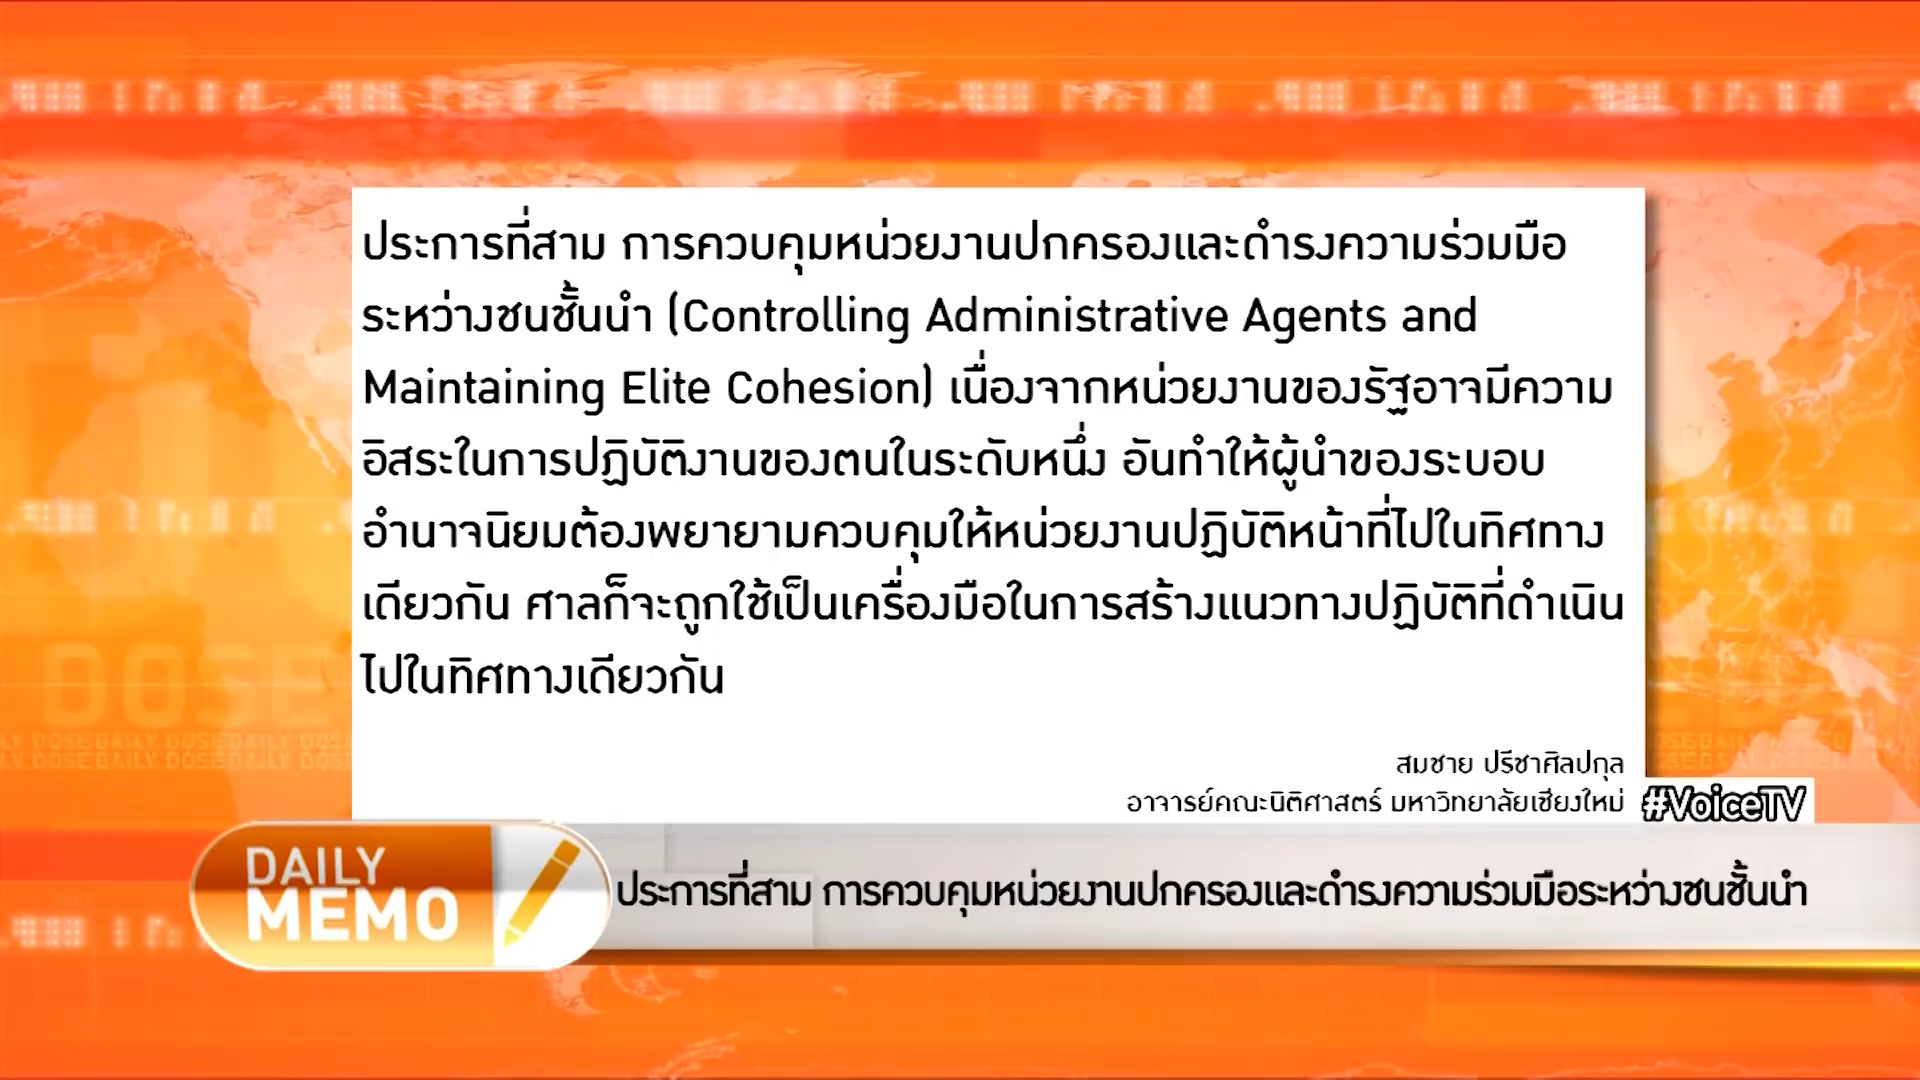 ประการที่สาม การควบคุมหน่วยงานปกครองและดำรงความร่วมมือ
ระหว่างชนชั้นนำ (Controlling Administrative Agents and
Maintaining Elite Cohesion) เนื่องจากหน่วยงานของรัฐอาจมีความ
อิสระในการปฏิบัติงานของตนในระดับหนึ่ง อันทำให้ผู้นำของระบอบ
อำนาจนิยมต้องพยายามควบคุมให้หน่วยงานปฏิบัติหน้าที่ไปในทิศทาง
เดียวกัน ศาลก็จะถูกใช้เป็นเครื่องมือในการสร้างแนวทางปฏิบัติที่ดำเนิน
ไปในทิศทางเดียวกัน
สมชาย ปรีชาศิลปกุล
อาจารย์คณะนิติศาสตร์ มหาวิทยาลัยเชียงใหม่
#VoiceTV
DAILY
MEMO
ประการที่สาม การควบคุมหน่วยงานปกครองและดำรงความร่วมมือระหว่างชนชั้นนำ
DOSE